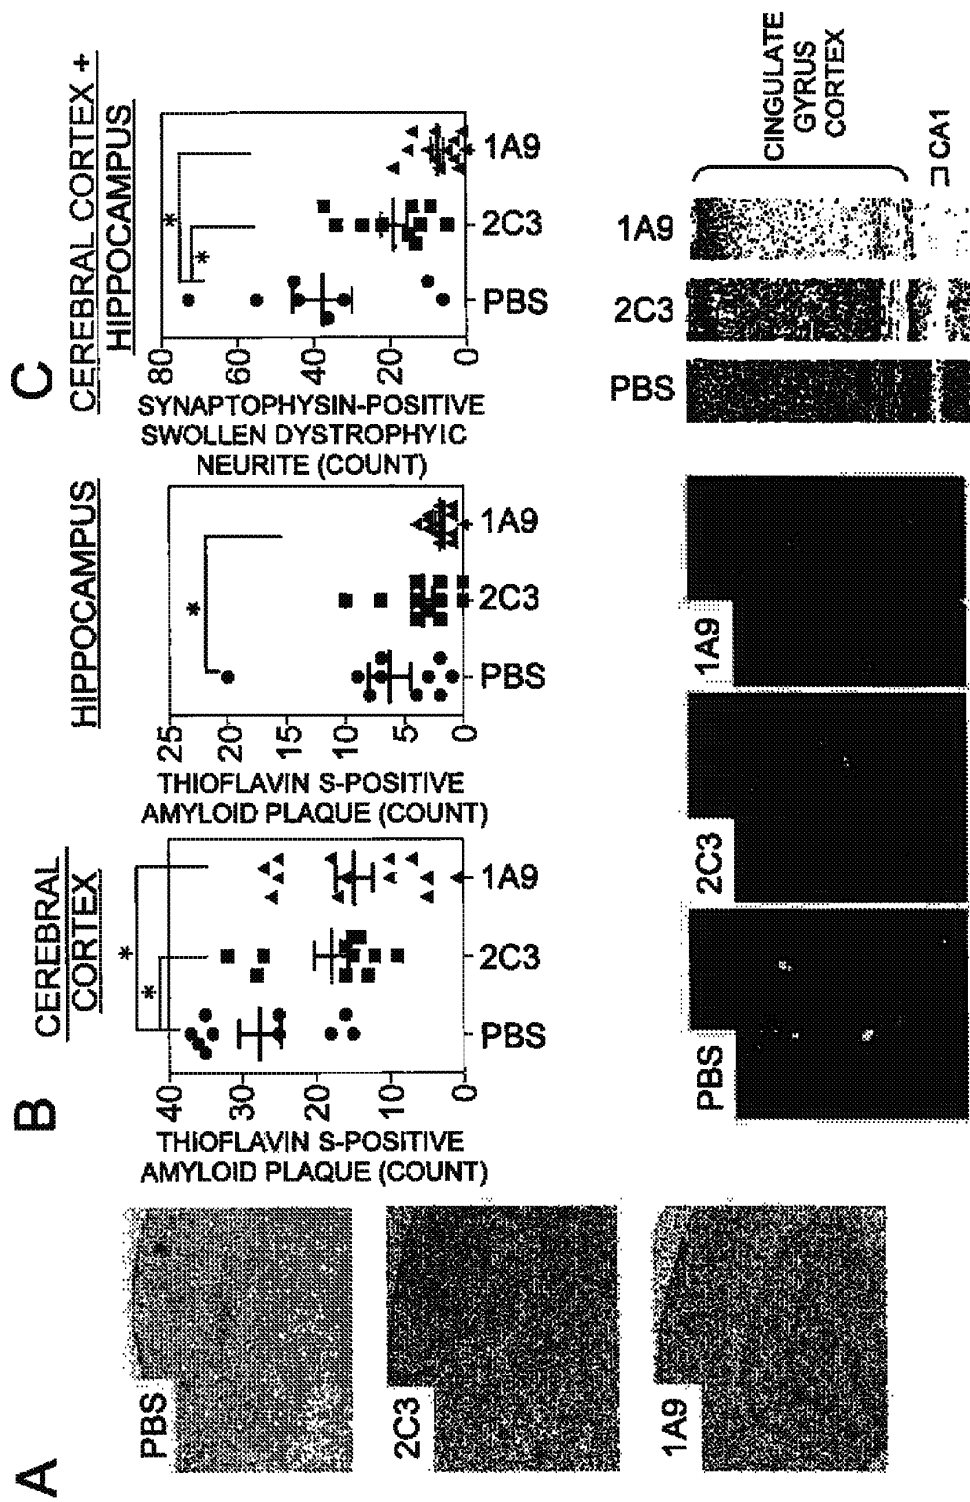 A
PBS
2C3
1A9
B
CEREBRAL
CORTEX
THIOFLAVIN S-POSITIVE
AMYLOID PLAQUE (COUNT)
40
30
20
10
0
*
*
PBS
2C3
1A9
HIPPOCAMPUS
THIOFLAVIN S-POSITIVE
AMYLOID PLAQUE (COUNT)
25
20
15
10
5
0
*
PBS
2C3
1A9
PBS
2C3
1A9
C
CEREBRAL CORTEX +
HIPPOCAMPUS
SYNAPTOPHYSIN-POSITIVE
SWOLLEN DYSTROPHYIC
NEURITE (COUNT)
80
60
40
20
0
*
*
PBS
2C3
1A9
PBS
2C3
1A9
CINGULATE
GYRUS
CORTEX
CA1